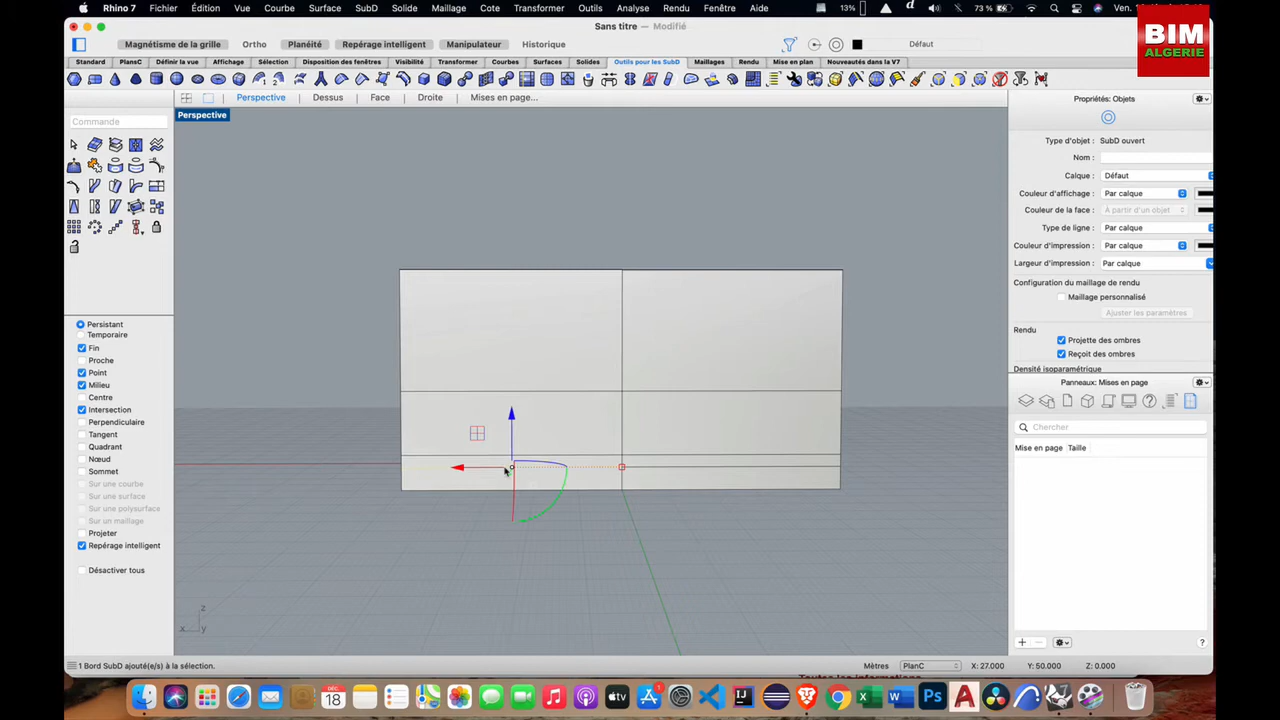 Rhino 7 Fichier Édition Vue Courbe Surface SubD Solide Maillage Cote Transformer Outils Analyse Rendu Panneaux Fenêtre Aide 13% 73 % Ven.
BIM
ALGERIE
Sans titre — Modifié
Magnétisme de la grille Ortho Planéité Repérage intelligent Manipulateur Historique Défaut
Standard PlansC Définir la vue Affichage Sélection Disposition des fenêtres Visibilité Transformer Courbes Surfaces Solides Outils pour les SubD Maillages Rendu Mise en plan Nouveautés dans la V7
Perspective Dessus Face Droite Mises en page...
Perspective
Commande
Persistant
Temporaire
Fin
Proche
Point
Milieu
Centre
Intersection
Perpendiculaire
Tangent
Quadrant
Nœud
Sommet
Sur une courbe
Sur une surface
Sur une polysurface
Sur un maillage
Projeter
Repérage intelligent
Désactiver tous
z
x y
Propriétés: Objets
Type d'objet : SubD ouvert
Nom :
Calque : Défaut
Couleur d'affichage : Par calque
Couleur de la face : À partir d'un objet
Type de ligne : Par calque
Couleur d'impression : Par calque
Largeur d'impression : Par calque
Configuration du maillage de rendu
Maillage personnalisé
Ajuster les paramètres
Rendu
Projette des ombres
Reçoit des ombres
Densité isoparamétrique
Panneaux: Mises en page
Chercher
Mise en page Taille
1 Bord SubD ajouté(e/s) à la sélection. Mètres PlanC X: 27.000 Y: 50.000 Z: 0.000
Toutes les informations
DÉC.
18